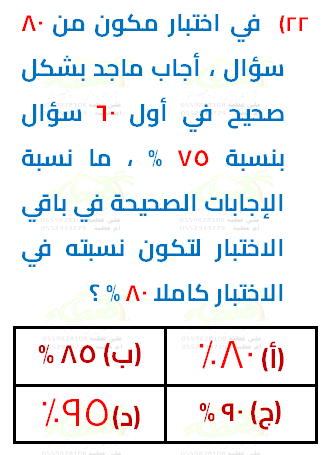 ٢٢) في اختبار مكون من ٨٠
سؤال ، أجاب ماجد بشكل
صحيح في أول ٦٠ سؤال
بنسبة ٧٥ % ، ما نسبة
الإجابات الصحيحة في باقي
الاختبار لتكون نسبته في
الاختبار كاملا ٨٠ % ؟
(أ) ٨٠٪
(ب) ٨٥ %
(ج) ٩٠ %
(د) ٩٥٪